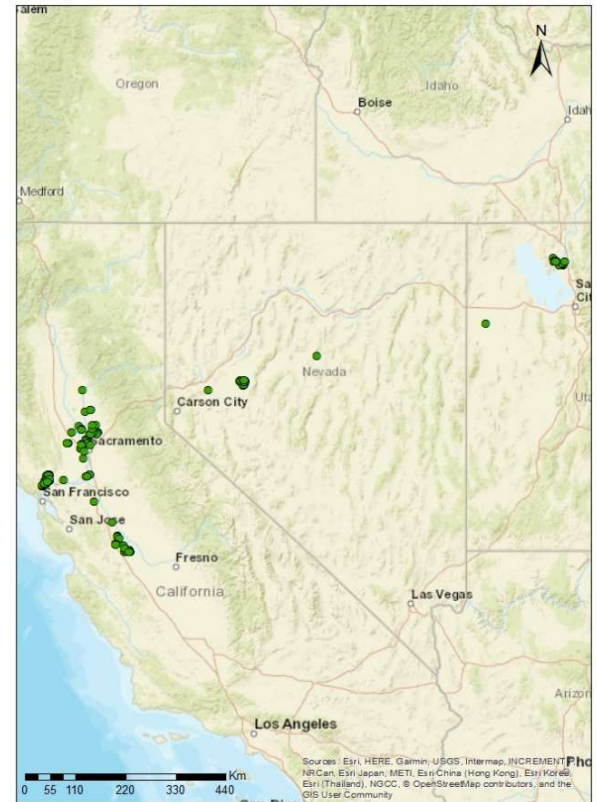 alem
N
Oregon
Idaho
Boise
Idah
Medford
Sa
Cit
Nevada
Carson City
Uta
Sacramento
San Francisco
San Jose
Fresno
California
Las Vegas
Arizon
Los Angeles
Km
0 55 110 220 330 440
Pho
Sources: Esri, HERE, Garmin, USGS, Intermap, INCREMENT P,
NRCan, Esri Japan, METI, Esri China (Hong Kong), Esri Korea,
Esri (Thailand), NGCC, © OpenStreetMap contributors, and the
GIS User Community